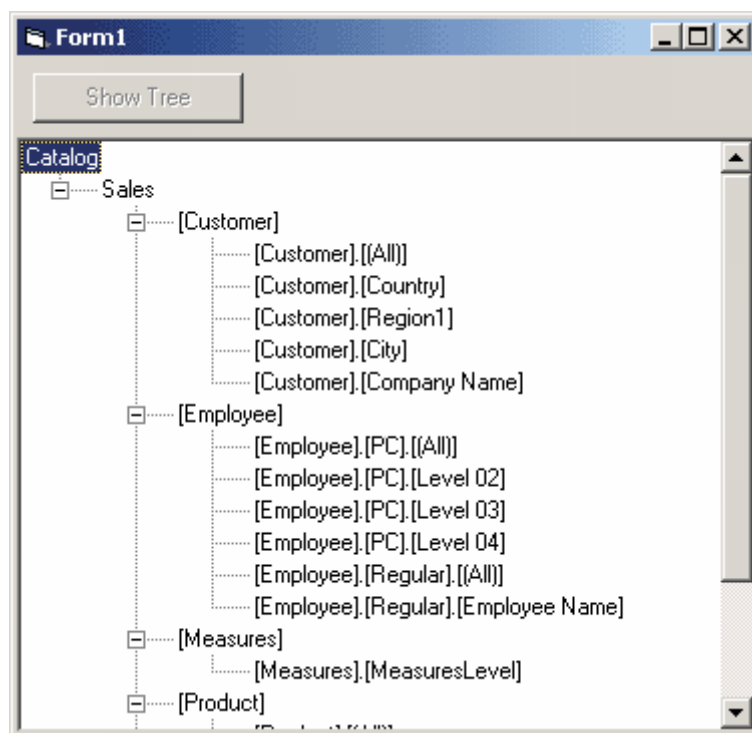 Form1
Show Tree
Catalog
Sales
[Customer]
[Customer].[(All)]
[Customer].[Country]
[Customer].[Region1]
[Customer].[City]
[Customer].[Company Name]
[Employee]
[Employee].[PC].[(All)]
[Employee].[PC].[Level 02]
[Employee].[PC].[Level 03]
[Employee].[PC].[Level 04]
[Employee].[Regular].[(All)]
[Employee].[Regular].[Employee Name]
[Measures]
[Measures].[MeasuresLevel]
[Product]